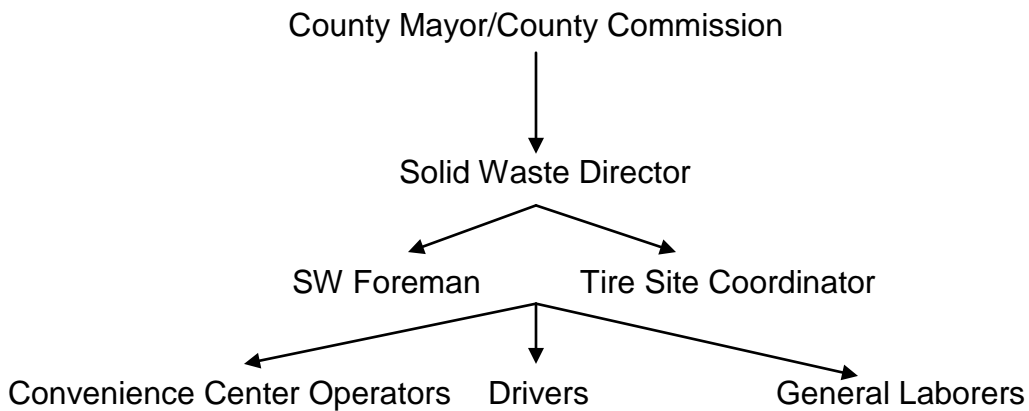 County Mayor/County Commission
Solid Waste Director
SW Foreman Tire Site Coordinator
Convenience Center Operators Drivers General Laborers